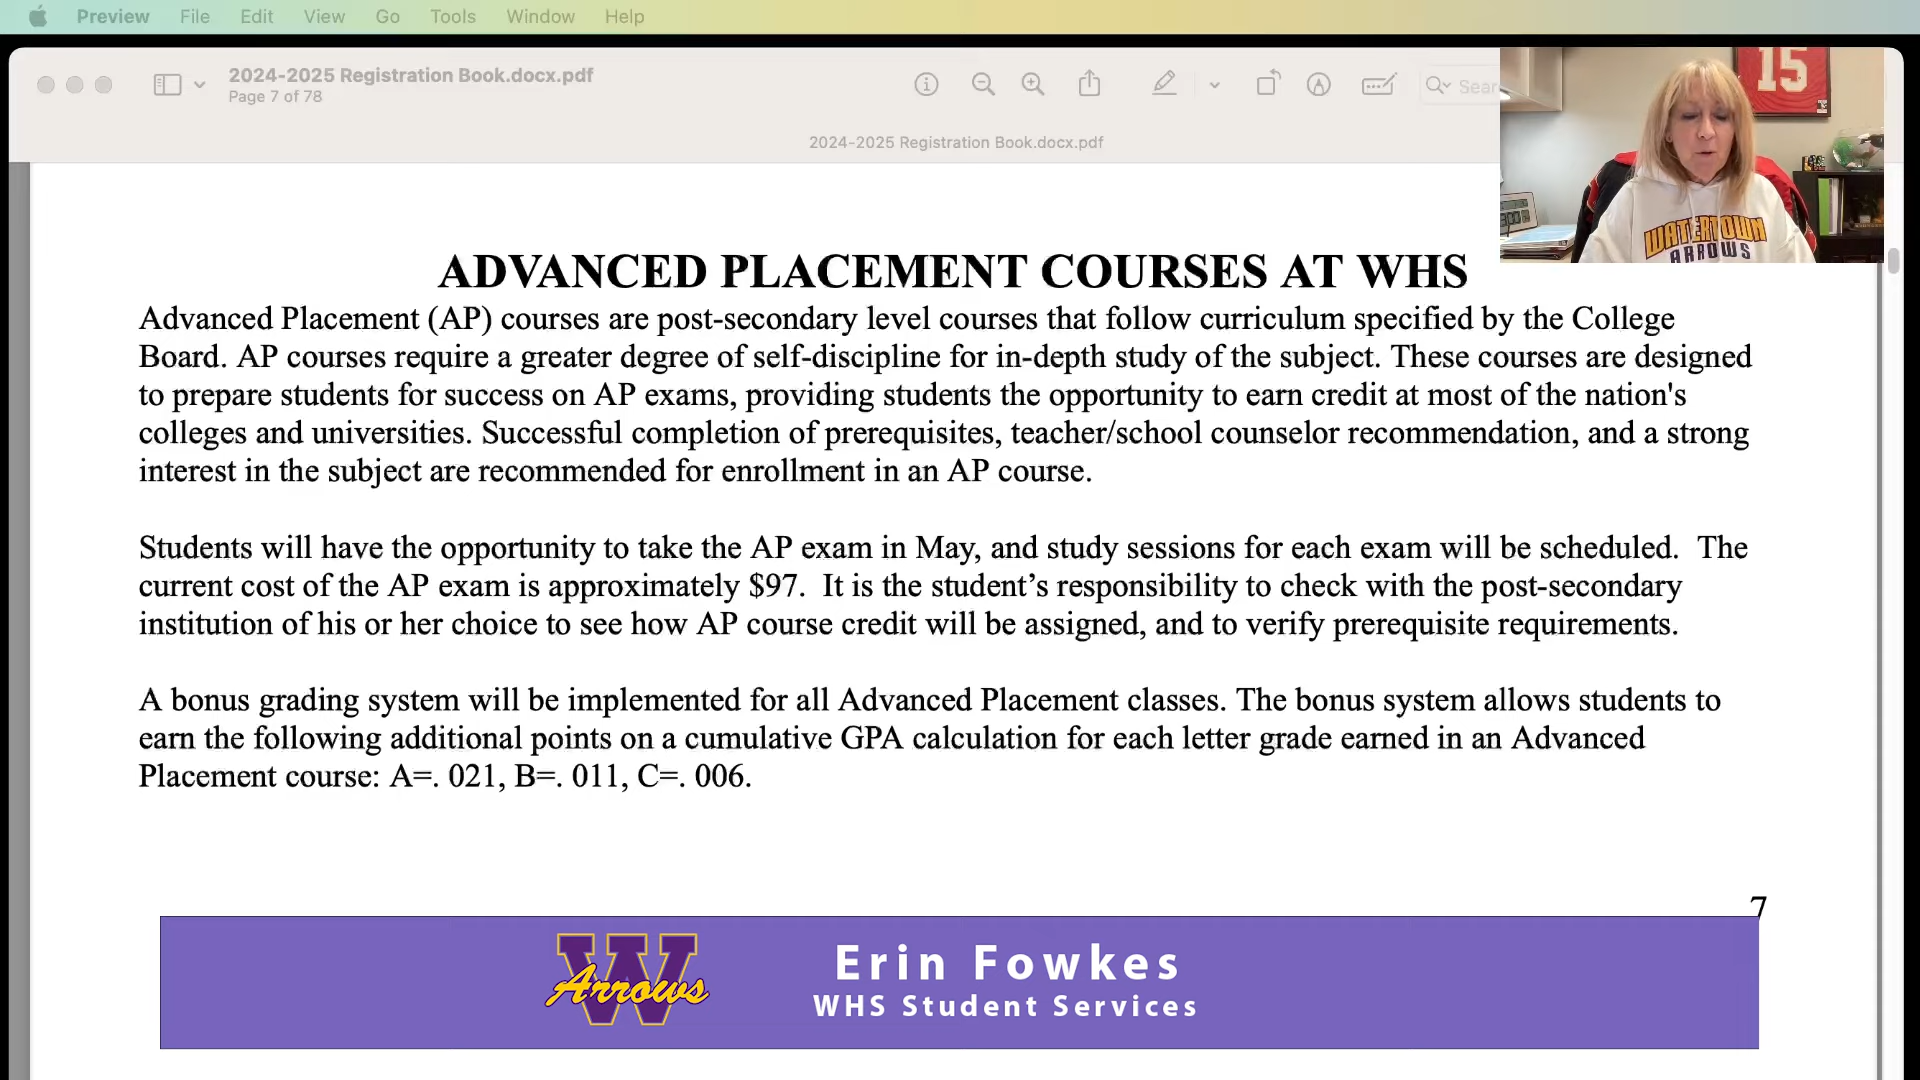 Preview File Edit View Go Tools Window Help
2024-2025 Registration Book.docx.pdf
Page 7 of 78
Sear
2024-2025 Registration Book.docx.pdf
15
WATERTOWN
ARROWS
ADVANCED PLACEMENT COURSES AT WHS
Advanced Placement (AP) courses are post-secondary level courses that follow curriculum specified by the College
Board. AP courses require a greater degree of self-discipline for in-depth study of the subject. These courses are designed
to prepare students for success on AP exams, providing students the opportunity to earn credit at most of the nation's
colleges and universities. Successful completion of prerequisites, teacher/school counselor recommendation, and a strong
interest in the subject are recommended for enrollment in an AP course.
Students will have the opportunity to take the AP exam in May, and study sessions for each exam will be scheduled.  The
current cost of the AP exam is approximately $97.  It is the student’s responsibility to check with the post-secondary
institution of his or her choice to see how AP course credit will be assigned, and to verify prerequisite requirements.
A bonus grading system will be implemented for all Advanced Placement classes. The bonus system allows students to
earn the following additional points on a cumulative GPA calculation for each letter grade earned in an Advanced
Placement course: A=. 021, B=. 011, C=. 006.
7
W Arrows
Erin Fowkes
WHS Student Services